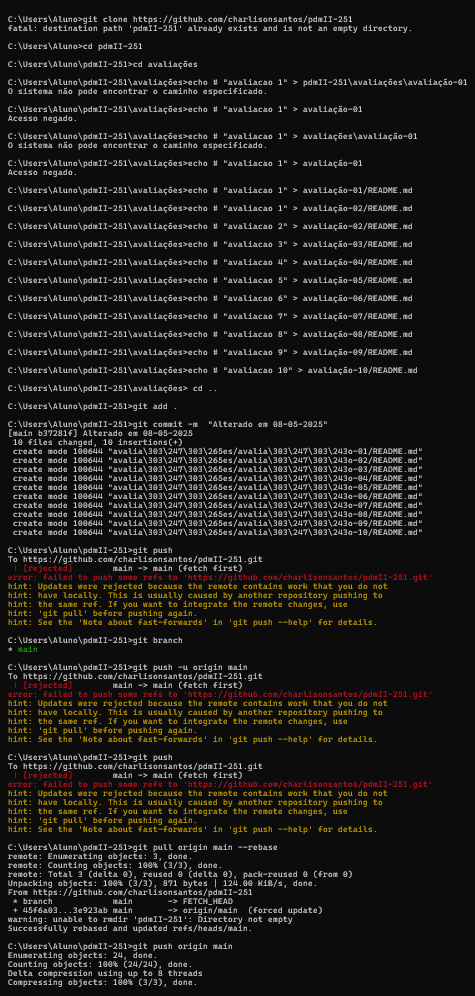 C:\Users\Aluno>git clone https://github.com/charlisonsantos/pdmII-251
fatal: destination path 'pdmII-251' already exists and is not an empty directory.
C:\Users\Aluno>cd pdmII-251
C:\Users\Aluno\pdmII-251>cd avaliações
C:\Users\Aluno\pdmII-251\avaliações>echo # "avaliacao 1" > pdmII-251\avaliações\avaliação-01
O sistema não pode encontrar o caminho especificado.
C:\Users\Aluno\pdmII-251\avaliações>echo # "avaliacao 1" > avaliação-01
Acesso negado.
C:\Users\Aluno\pdmII-251\avaliações>echo # "avaliacao 1" > avaliações\avaliação-01
O sistema não pode encontrar o caminho especificado.
C:\Users\Aluno\pdmII-251\avaliações>echo # "avaliacao 1" > avaliação-01
Acesso negado.
C:\Users\Aluno\pdmII-251\avaliações>echo # "avaliacao 1" > avaliação-01/README.md
C:\Users\Aluno\pdmII-251\avaliações>echo # "avaliacao 1" > avaliação-02/README.md
C:\Users\Aluno\pdmII-251\avaliações>echo # "avaliacao 2" > avaliação-02/README.md
C:\Users\Aluno\pdmII-251\avaliações>echo # "avaliacao 3" > avaliação-03/README.md
C:\Users\Aluno\pdmII-251\avaliações>echo # "avaliacao 4" > avaliação-04/README.md
C:\Users\Aluno\pdmII-251\avaliações>echo # "avaliacao 5" > avaliação-05/README.md
C:\Users\Aluno\pdmII-251\avaliações>echo # "avaliacao 6" > avaliação-06/README.md
C:\Users\Aluno\pdmII-251\avaliações>echo # "avaliacao 7" > avaliação-07/README.md
C:\Users\Aluno\pdmII-251\avaliações>echo # "avaliacao 8" > avaliação-08/README.md
C:\Users\Aluno\pdmII-251\avaliações>echo # "avaliacao 9" > avaliação-09/README.md
C:\Users\Aluno\pdmII-251\avaliações>echo # "avaliacao 10" > avaliação-10/README.md
C:\Users\Aluno\pdmII-251\avaliações> cd ..
C:\Users\Aluno\pdmII-251>git add .
C:\Users\Aluno\pdmII-251>git commit -m  "Alterado em 08-05-2025"
[main b37281f] Alterado em 08-05-2025
 10 files changed, 10 insertions(+)
 create mode 100644 "avalia\303\247\303\265es/avalia\303\247\303\243o-01/README.md"
 create mode 100644 "avalia\303\247\303\265es/avalia\303\247\303\243o-02/README.md"
 create mode 100644 "avalia\303\247\303\265es/avalia\303\247\303\243o-03/README.md"
 create mode 100644 "avalia\303\247\303\265es/avalia\303\247\303\243o-04/README.md"
 create mode 100644 "avalia\303\247\303\265es/avalia\303\247\303\243o-05/README.md"
 create mode 100644 "avalia\303\247\303\265es/avalia\303\247\303\243o-06/README.md"
 create mode 100644 "avalia\303\247\303\265es/avalia\303\247\303\243o-07/README.md"
 create mode 100644 "avalia\303\247\303\265es/avalia\303\247\303\243o-08/README.md"
 create mode 100644 "avalia\303\247\303\265es/avalia\303\247\303\243o-09/README.md"
 create mode 100644 "avalia\303\247\303\265es/avalia\303\247\303\243o-10/README.md"
C:\Users\Aluno\pdmII-251>git push
To https://github.com/charlisonsantos/pdmII-251.git
 ! [rejected]        main -> main (fetch first)
error: failed to push some refs to 'https://github.com/charlisonsantos/pdmII-251.git'
hint: Updates were rejected because the remote contains work that you do not
hint: have locally. This is usually caused by another repository pushing to
hint: the same ref. If you want to integrate the remote changes, use
hint: 'git pull' before pushing again.
hint: See the 'Note about fast-forwards' in 'git push --help' for details.
C:\Users\Aluno\pdmII-251>git branch
* main
C:\Users\Aluno\pdmII-251>git push -u origin main
To https://github.com/charlisonsantos/pdmII-251.git
 ! [rejected]        main -> main (fetch first)
error: failed to push some refs to 'https://github.com/charlisonsantos/pdmII-251.git'
hint: Updates were rejected because the remote contains work that you do not
hint: have locally. This is usually caused by another repository pushing to
hint: the same ref. If you want to integrate the remote changes, use
hint: 'git pull' before pushing again.
hint: See the 'Note about fast-forwards' in 'git push --help' for details.
C:\Users\Aluno\pdmII-251>git push
To https://github.com/charlisonsantos/pdmII-251.git
 ! [rejected]        main -> main (fetch first)
error: failed to push some refs to 'https://github.com/charlisonsantos/pdmII-251.git'
hint: Updates were rejected because the remote contains work that you do not
hint: have locally. This is usually caused by another repository pushing to
hint: the same ref. If you want to integrate the remote changes, use
hint: 'git pull' before pushing again.
hint: See the 'Note about fast-forwards' in 'git push --help' for details.
C:\Users\Aluno\pdmII-251>git pull origin main --rebase
remote: Enumerating objects: 3, done.
remote: Counting objects: 100% (3/3), done.
remote: Total 3 (delta 0), reused 0 (delta 0), pack-reused 0 (from 0)
Unpacking objects: 100% (3/3), 871 bytes | 124.00 KiB/s, done.
From https://github.com/charlisonsantos/pdmII-251
 * branch            main       -> FETCH_HEAD
 + 45f6a03...3e923ab main       -> origin/main  (forced update)
warning: unable to rmdir 'pdmII-251': Directory not empty
Successfully rebased and updated refs/heads/main.
C:\Users\Aluno\pdmII-251>git push origin main
Enumerating objects: 24, done.
Counting objects: 100% (24/24), done.
Delta compression using up to 8 threads
Compressing objects: 100% (3/3), done.